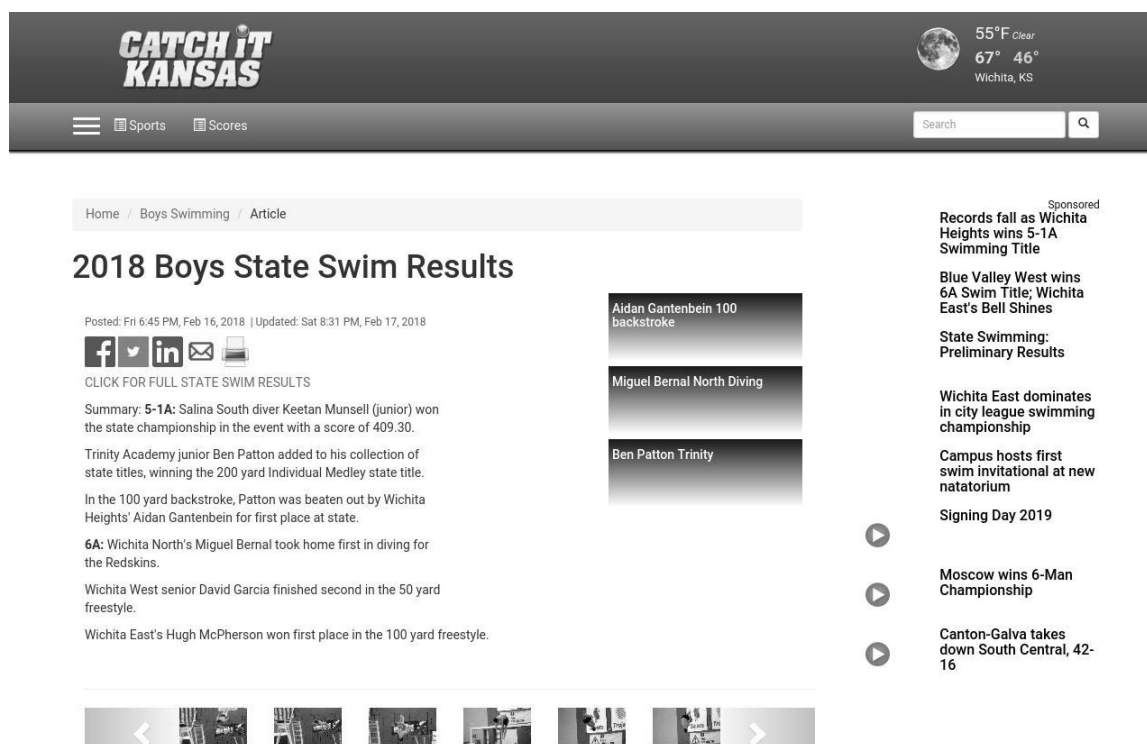 CATCH iT
KANSAS
55°F Clear
67° 46°
Wichita, KS
Sports
Scores
Search
Home / Boys Swimming / Article
2018 Boys State Swim Results
Posted: Fri 6:45 PM, Feb 16, 2018 | Updated: Sat 8:31 PM, Feb 17, 2018
CLICK FOR FULL STATE SWIM RESULTS
Summary: 5-1A: Salina South diver Keetan Munsell (junior) won
the state championship in the event with a score of 409.30.
Trinity Academy junior Ben Patton added to his collection of
state titles, winning the 200 yard Individual Medley state title.
In the 100 yard backstroke, Patton was beaten out by Wichita
Heights' Aidan Gantenbein for first place at state.
6A: Wichita North's Miguel Bernal took home first in diving for
the Redskins.
Wichita West senior David Garcia finished second in the 50 yard
freestyle.
Wichita East's Hugh McPherson won first place in the 100 yard freestyle.
Aidan Gantenbein 100
backstroke
Miguel Bernal North Diving
Ben Patton Trinity
Sponsored
Records fall as Wichita
Heights wins 5-1A
Swimming Title
Blue Valley West wins
6A Swim Title; Wichita
East's Bell Shines
State Swimming:
Preliminary Results
Wichita East dominates
in city league swimming
championship
Campus hosts first
swim invitational at new
natatorium
Signing Day 2019
Moscow wins 6-Man
Championship
Canton-Galva takes
down South Central, 42-
16